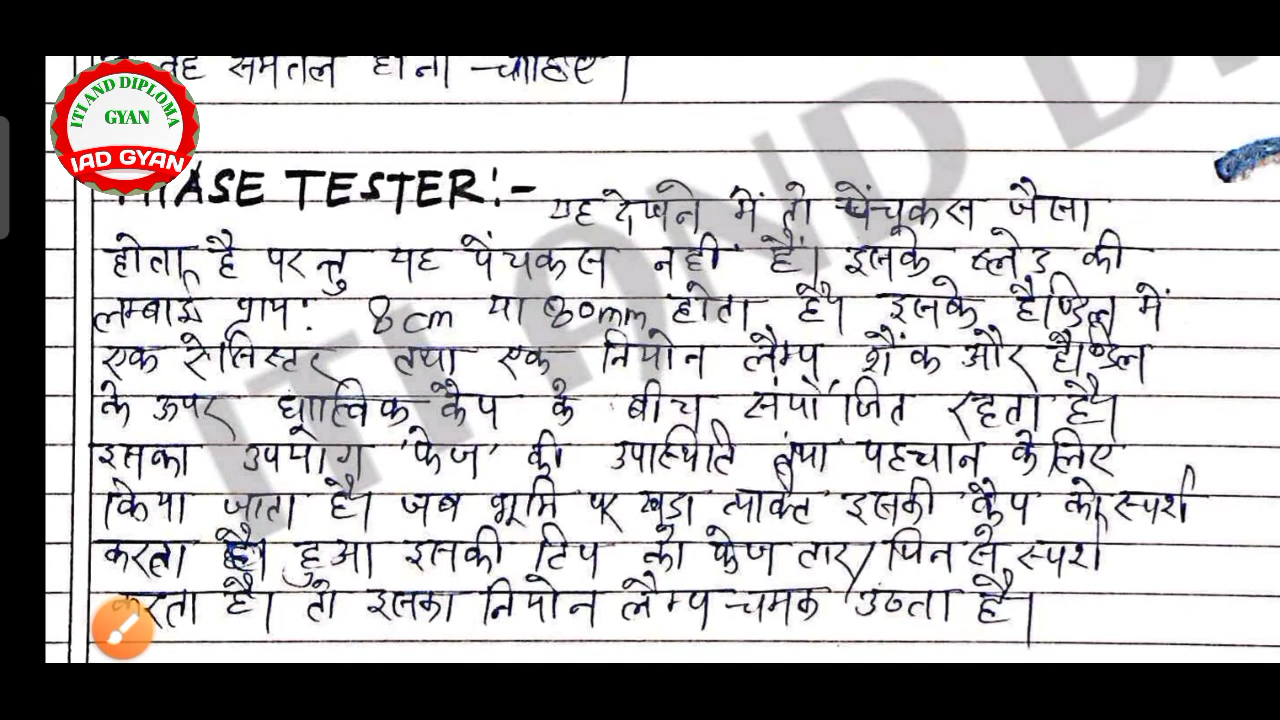 वह समतल होना चाहिए।
ITI AND DIPLOMA
GYAN
IAD GYAN
PHASE TESTER:-
यह देखने में तो पेंचकस जैसा
होता है परन्तु यह पेंचकस नहीं है। इसके ब्लेड की
लम्बाई प्राय: 8cm या 80mm होता है। इसके हैण्डिल में
एक रेजिस्टर तथा एक नियोन लैम्प शैंक और हैण्डिल
के ऊपर धात्विक कैप के बीच संयोजित रहता है।
इसका उपयोग 'फेज' की उपस्थिति तथा पहचान के लिए
किया जाता है। जब भूमि पर खड़ा व्यक्ति इसकी कैप को स्पर्श
करता है। हुआ इसकी टिप को फेज तार/पिन से स्पर्श
करता है। तो इसका नियोन लैम्प चमक उठता है।
ITI AND D